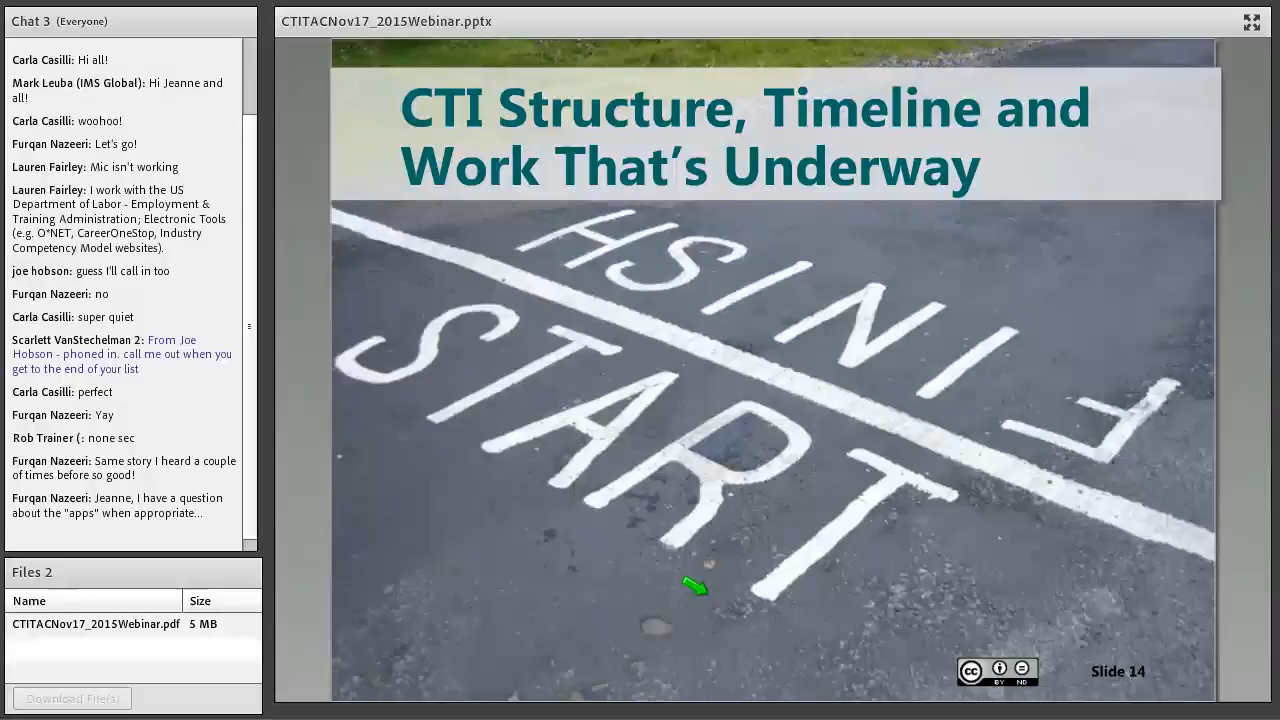 Chat 3 (Everyone)
Carla Casilli: Hi all!
Mark Leuba (IMS Global): Hi Jeanne and
all!
Carla Casilli: woohoo!
Furqan Nazeeri: Let's go!
Lauren Fairley: Mic isn't working
Lauren Fairley: I work with the US
Department of Labor - Employment &
Training Administration; Electronic Tools
(e.g. O*NET, CareerOneStop, Industry
Competency Model websites).
joe hobson: guess I'll call in too
Furqan Nazeeri: no
Carla Casilli: super quiet
Scarlett VanStechelman 2: From Joe
Hobson - phoned in. call me out when you
get to the end of your list
Carla Casilli: perfect
Furqan Nazeeri: Yay
Rob Trainer (: none sec
Furqan Nazeeri: Same story I heard a couple
of times before so good!
Furqan Nazeeri: Jeanne, I have a question
about the "apps" when appropriate...
Files 2
Name Size
CTITACNov17_2015Webinar.pdf 5 MB
Download File(s)
CTITACNov17_2015Webinar.pptx
CTI Structure, Timeline and
Work That's Underway
FINISH
START
cc BY ND
Slide 14